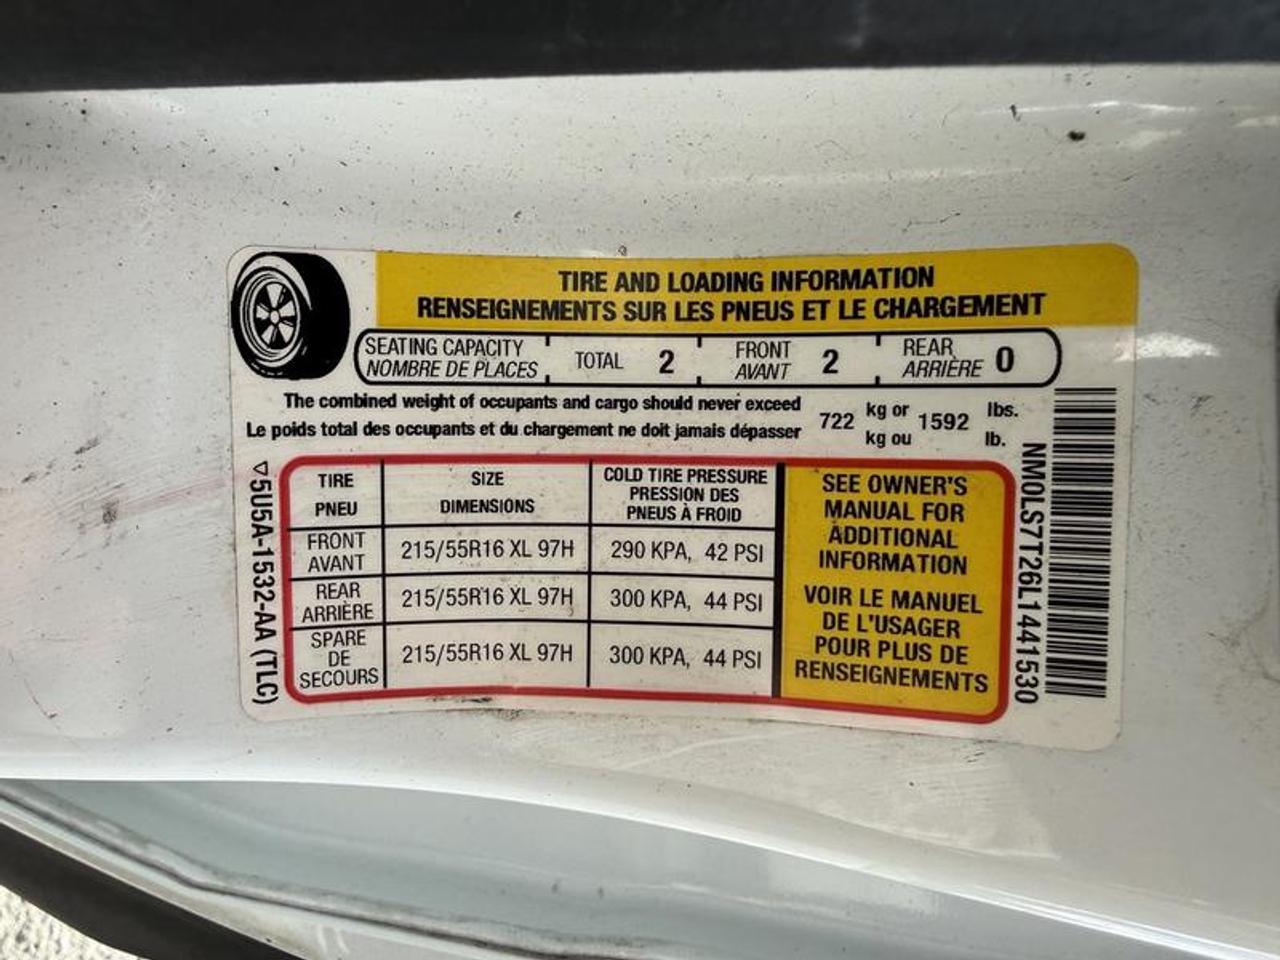 TIRE AND LOADING INFORMATION
RENSEIGNEMENTS SUR LES PNEUS ET LE CHARGEMENT
SEATING CAPACITY
NOMBRE DE PLACES
TOTAL 2
FRONT
AVANT
2
REAR
ARRIÈRE
0
The combined weight of occupants and cargo should never exceed
Le poids total des occupants et du chargement ne doit jamais dépasser
722
kg or
kg ou
1592
lbs.
lb.
TIRE
PNEU
SIZE
DIMENSIONS
COLD TIRE PRESSURE
PRESSION DES
PNEUS À FROID
FRONT
AVANT
215/55R16 XL 97H
290 KPA, 42 PSI
REAR
ARRIÈRE
215/55R16 XL 97H
300 KPA, 44 PSI
SPARE
DE
SECOURS
215/55R16 XL 97H
300 KPA, 44 PSI
SEE OWNER'S
MANUAL FOR
ADDITIONAL
INFORMATION
VOIR LE MANUEL
DE L'USAGER
POUR PLUS DE
RENSEIGNEMENTS
5U5A-1532-AA (TLC)
NM0LS7T26L1441530